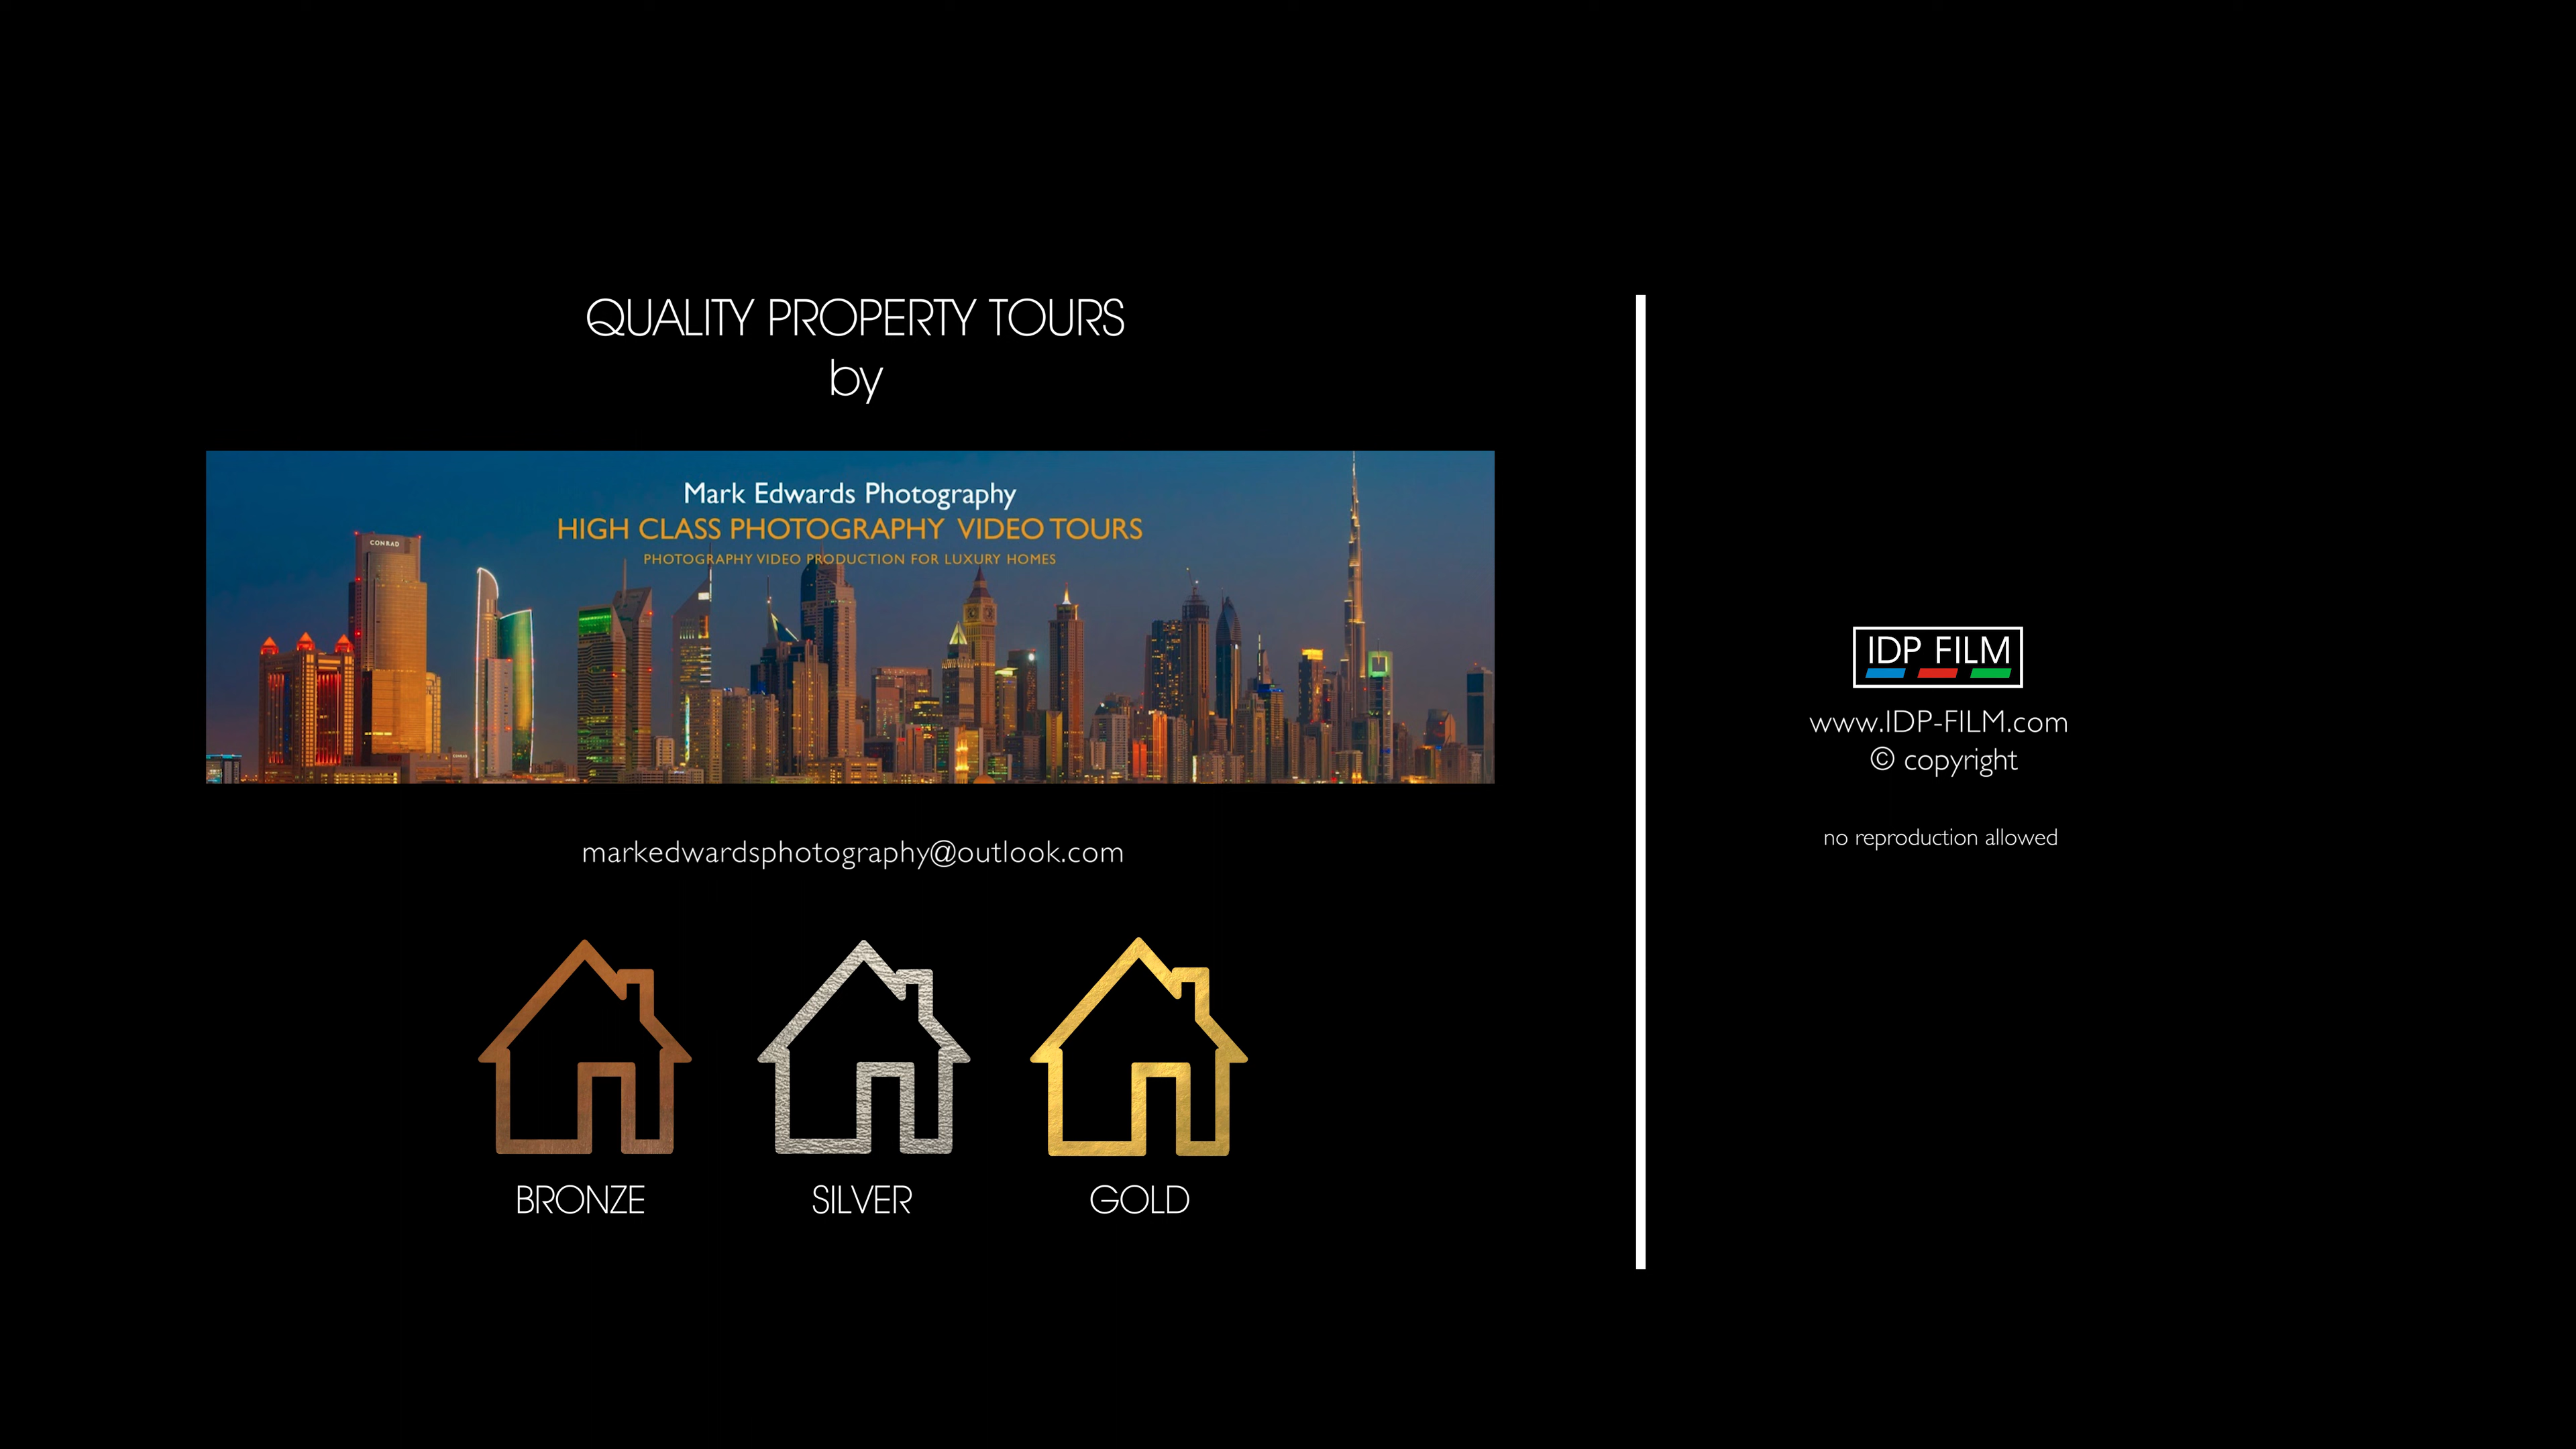 QUALITY PROPERTY TOURS
by
Mark Edwards Photography
HIGH CLASS PHOTOGRAPHY VIDEO TOURS
PHOTOGRAPHY VIDEO PRODUCTION FOR LUXURY HOMES
CONRAD
markedwardsphotography@outlook.com
BRONZE SILVER GOLD
IDP FILM
www.IDP-FILM.com
© copyright
no reproduction allowed